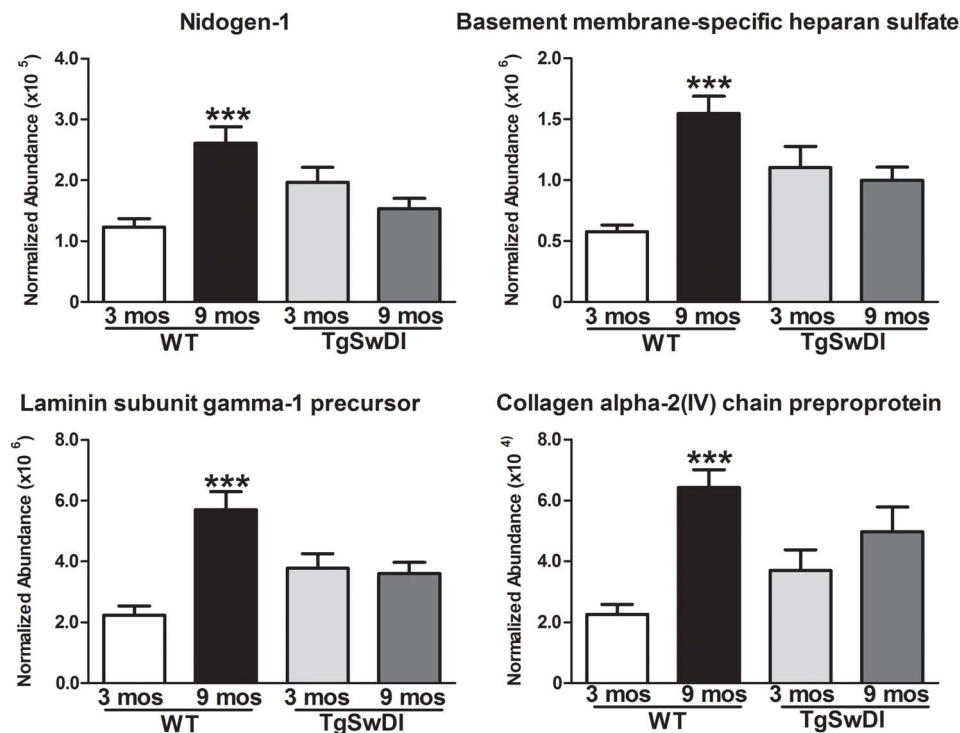 Nidogen-1
Normalized Abundance (x10 5)
4.0
3.0
2.0
1.0
0
***
3 mos 9 mos 3 mos 9 mos
WT TgSwDI
Basement membrane-specific heparan sulfate
Normalized Abundance (x10 6)
2.0
1.5
1.0
0.5
0
***
3 mos 9 mos 3 mos 9 mos
WT TgSwDI
Laminin subunit gamma-1 precursor
Normalized Abundance (x10 6)
8.0
6.0
4.0
2.0
0.0
***
3 mos 9 mos 3 mos 9 mos
WT TgSwDI
Collagen alpha-2(IV) chain preproprotein
Normalized Abundance (x10 4)
8.0
6.0
4.0
2.0
0
***
3 mos 9 mos 3 mos 9 mos
WT TgSwDI